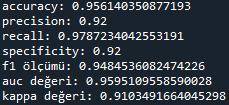 accuracy: 0.956140350877193
precision: 0.92
recall: 0.9787234042553191
specificity: 0.92
f1 ölçümü: 0.9484536082474226
auc değeri: 0.9595109558590028
kappa değeri: 0.9103491664045298